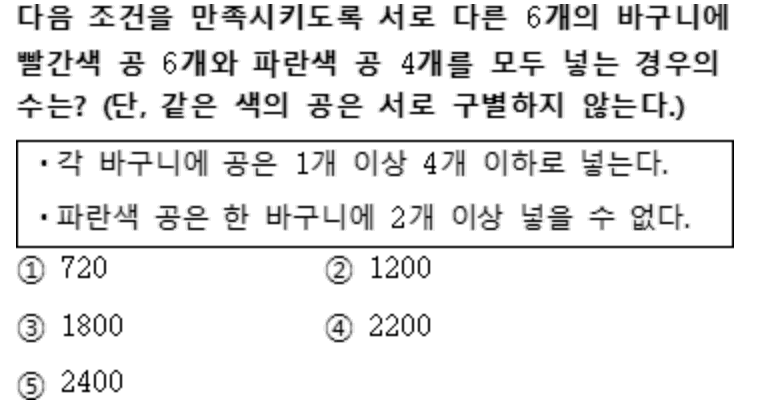 다음 조건을 만족시키도록 서로 다른 6개의 바구니에
빨간색 공 6개와 파란색 공 4개를 모두 넣는 경우의
수는? (단, 같은 색의 공은 서로 구별하지 않는다.)
・각 바구니에 공은 1개 이상 4개 이하로 넣는다.
・파란색 공은 한 바구니에 2개 이상 넣을 수 없다.
① 720 ② 1200
③ 1800 ④ 2200
⑤ 2400